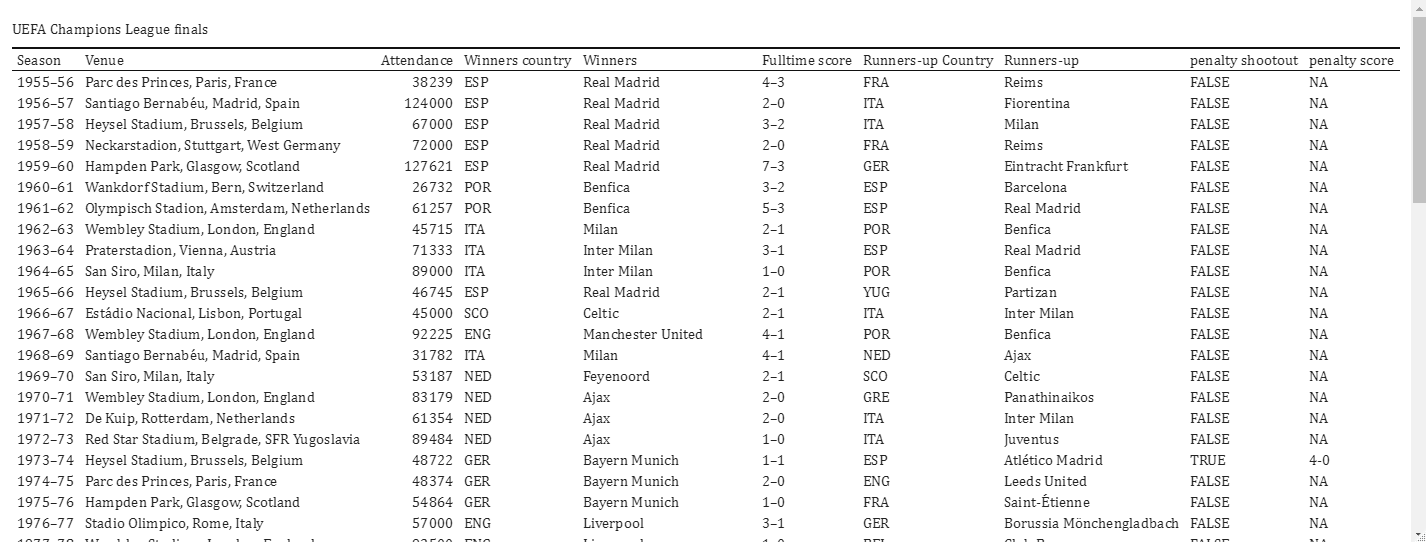 UEFA Champions League finals
Season Venue Attendance Winners country Winners Fulltime score Runners-up Country Runners-up penalty shootout penalty score
1955–56 Parc des Princes, Paris, France 38239 ESP Real Madrid 4–3 FRA Reims FALSE NA
1956–57 Santiago Bernabéu, Madrid, Spain 124000 ESP Real Madrid 2–0 ITA Fiorentina FALSE NA
1957–58 Heysel Stadium, Brussels, Belgium 67000 ESP Real Madrid 3–2 ITA Milan FALSE NA
1958–59 Neckarstadion, Stuttgart, West Germany 72000 ESP Real Madrid 2–0 FRA Reims FALSE NA
1959–60 Hampden Park, Glasgow, Scotland 127621 ESP Real Madrid 7–3 GER Eintracht Frankfurt FALSE NA
1960–61 Wankdorf Stadium, Bern, Switzerland 26732 POR Benfica 3–2 ESP Barcelona FALSE NA
1961–62 Olympisch Stadion, Amsterdam, Netherlands 61257 POR Benfica 5–3 ESP Real Madrid FALSE NA
1962–63 Wembley Stadium, London, England 45715 ITA Milan 2–1 POR Benfica FALSE NA
1963–64 Praterstadion, Vienna, Austria 71333 ITA Inter Milan 3–1 ESP Real Madrid FALSE NA
1964–65 San Siro, Milan, Italy 89000 ITA Inter Milan 1–0 POR Benfica FALSE NA
1965–66 Heysel Stadium, Brussels, Belgium 46745 ESP Real Madrid 2–1 YUG Partizan FALSE NA
1966–67 Estádio Nacional, Lisbon, Portugal 45000 SCO Celtic 2–1 ITA Inter Milan FALSE NA
1967–68 Wembley Stadium, London, England 92225 ENG Manchester United 4–1 POR Benfica FALSE NA
1968–69 Santiago Bernabéu, Madrid, Spain 31782 ITA Milan 4–1 NED Ajax FALSE NA
1969–70 San Siro, Milan, Italy 53187 NED Feyenoord 2–1 SCO Celtic FALSE NA
1970–71 Wembley Stadium, London, England 83179 NED Ajax 2–0 GRE Panathinaikos FALSE NA
1971–72 De Kuip, Rotterdam, Netherlands 61354 NED Ajax 2–0 ITA Inter Milan FALSE NA
1972–73 Red Star Stadium, Belgrade, SFR Yugoslavia 89484 NED Ajax 1–0 ITA Juventus FALSE NA
1973–74 Heysel Stadium, Brussels, Belgium 48722 GER Bayern Munich 1–1 ESP Atlético Madrid TRUE 4-0
1974–75 Parc des Princes, Paris, France 48374 GER Bayern Munich 2–0 ENG Leeds United FALSE NA
1975–76 Hampden Park, Glasgow, Scotland 54864 GER Bayern Munich 1–0 FRA Saint-Étienne FALSE NA
1976–77 Stadio Olimpico, Rome, Italy 57000 ENG Liverpool 3–1 GER Borussia Mönchengladbach FALSE NA